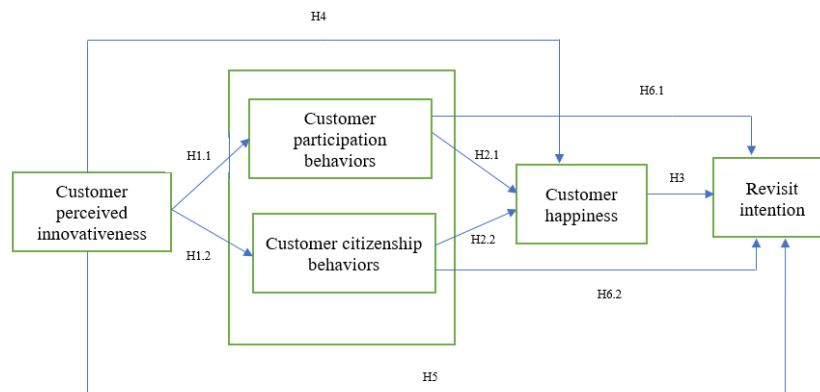 H4
H6.1
Customer
participation
behaviors
H1.1
H2.1
Customer
perceived
innovativeness
Customer
happiness
H3
Revisit
intention
Customer citizenship
behaviors
H1.2
H2.2
H6.2
H5